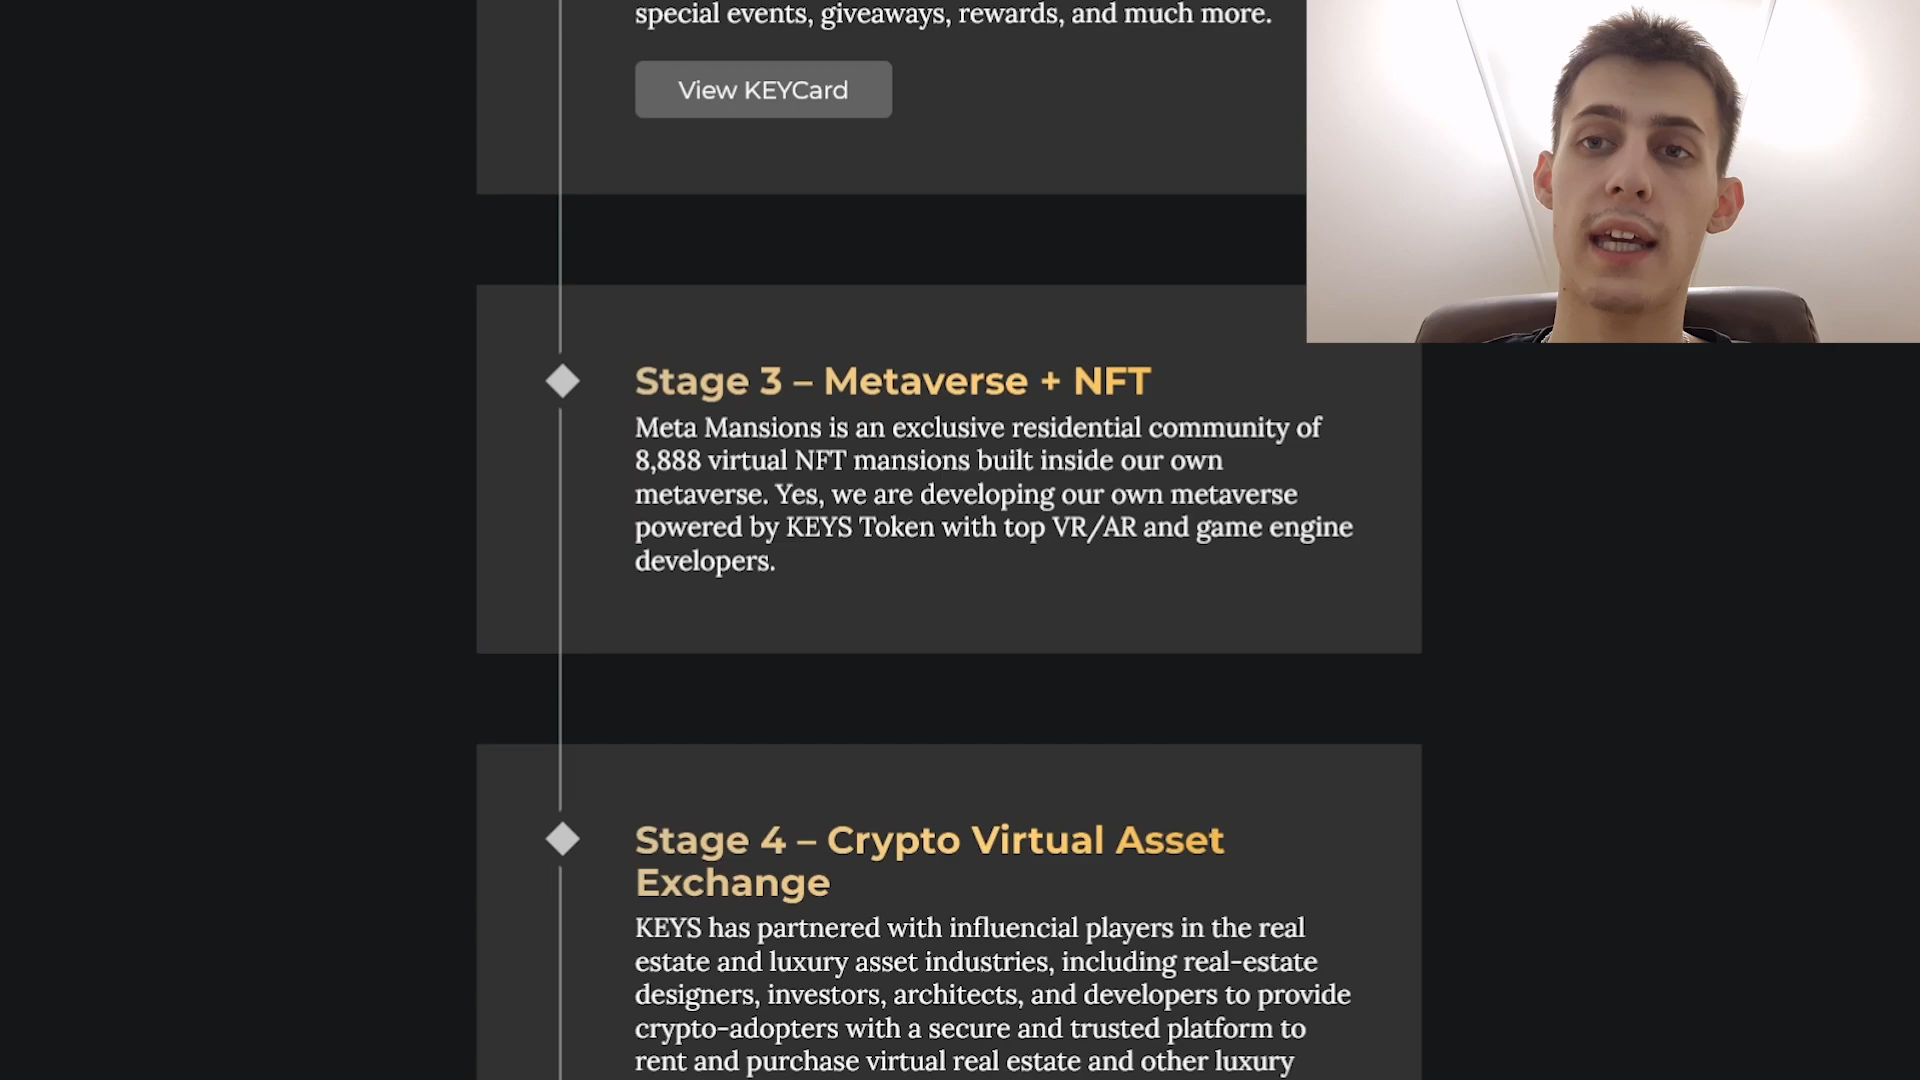 special events, giveaways, rewards, and much more.
View KEYCard
Stage 3 – Metaverse + NFT
Meta Mansions is an exclusive residential community of
8,888 virtual NFT mansions built inside our own
metaverse. Yes, we are developing our own metaverse
powered by KEYS Token with top VR/AR and game engine
developers.
Stage 4 – Crypto Virtual Asset
Exchange
KEYS has partnered with influencial players in the real
estate and luxury asset industries, including real-estate
designers, investors, architects, and developers to provide
crypto-adopters with a secure and trusted platform to
rent and purchase virtual real estate and other luxury